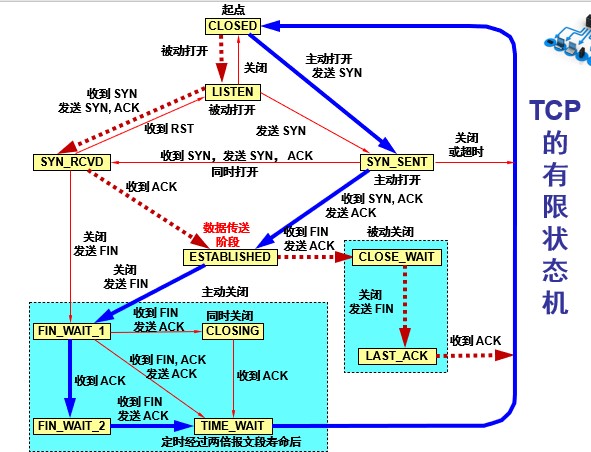 起点
CLOSED
被动打开
主动打开
发送 SYN
关闭
收到 SYN
发送 SYN, ACK
LISTEN
被动打开
收到 RST
发送 SYN
关闭
或超时
SYN_RCVD
收到 SYN，发送 SYN， ACK
同时打开
SYN_SENT
主动打开
收到 ACK
收到 SYN, ACK
发送 ACK
数据传送
阶段
收到 FIN
发送 ACK
被动关闭
关闭
发送 FIN
ESTABLISHED
CLOSE_WAIT
关闭
发送 FIN
主动关闭
关闭
发送 FIN
收到 FIN
发送 ACK
同时关闭
FIN_WAIT_1
CLOSING
收到 ACK
LAST_ACK
收到 FIN, ACK
发送 ACK
收到 ACK
收到 ACK
收到 FIN
发送 ACK
FIN_WAIT_2
TIME_WAIT
定时经过两倍报文段寿命后
TCP
的
有
限
状
态
机